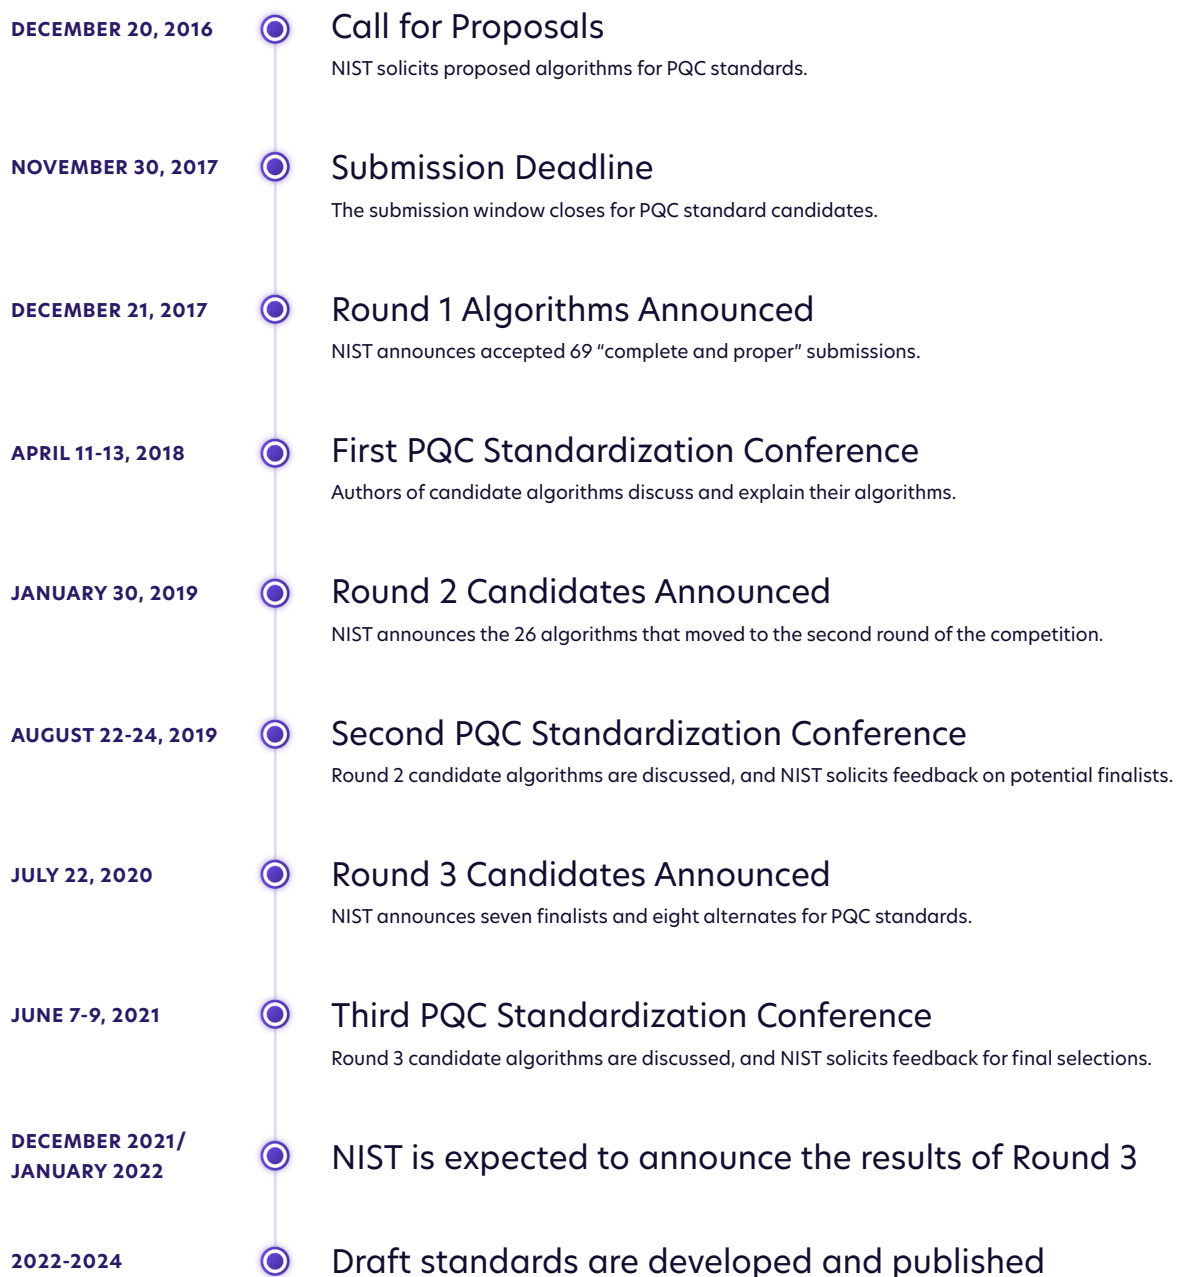 DECEMBER 20, 2016
Call for Proposals
NIST solicits proposed algorithms for PQC standards.
NOVEMBER 30, 2017
Submission Deadline
The submission window closes for PQC standard candidates.
DECEMBER 21, 2017
Round 1 Algorithms Announced
NIST announces accepted 69 “complete and proper” submissions.
APRIL 11-13, 2018
First PQC Standardization Conference
Authors of candidate algorithms discuss and explain their algorithms.
JANUARY 30, 2019
Round 2 Candidates Announced
NIST announces the 26 algorithms that moved to the second round of the competition.
AUGUST 22-24, 2019
Second PQC Standardization Conference
Round 2 candidate algorithms are discussed, and NIST solicits feedback on potential finalists.
JULY 22, 2020
Round 3 Candidates Announced
NIST announces seven finalists and eight alternates for PQC standards.
JUNE 7-9, 2021
Third PQC Standardization Conference
Round 3 candidate algorithms are discussed, and NIST solicits feedback for final selections.
DECEMBER 2021/
JANUARY 2022
NIST is expected to announce the results of Round 3
2022-2024
Draft standards are developed and published